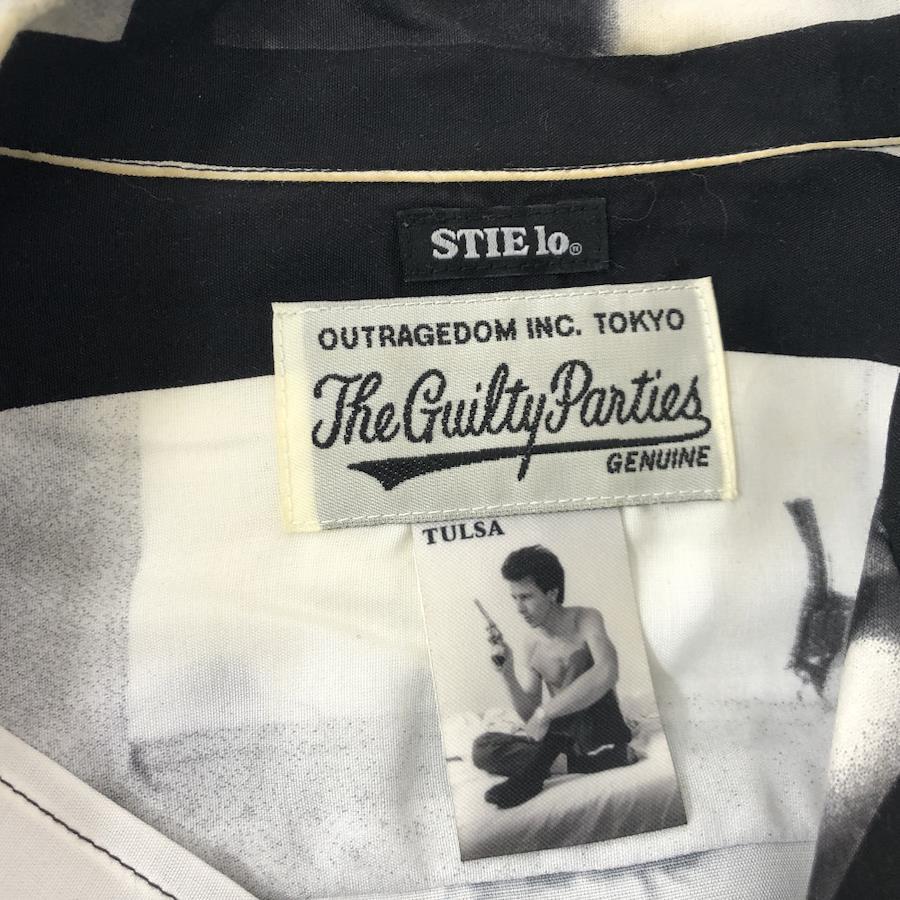 STIE lo®
OUTRAGEDOM INC. TOKYO
The Guilty Parties
GENUINE
TULSA